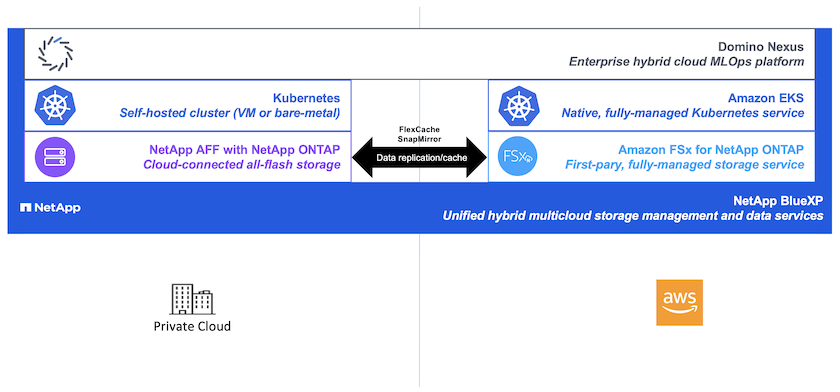 Domino Nexus
Enterprise hybrid cloud MLOps platform
Kubernetes
Self-hosted cluster (VM or bare-metal)
Amazon EKS
Native, fully-managed Kubernetes service
FlexCache
SnapMirror
Data replication/cache
NetApp AFF with NetApp ONTAP
Cloud-connected all-flash storage
FSx
Amazon FSx for NetApp ONTAP
First-pary, fully-managed storage service
NetApp
NetApp BlueXP
Unified hybrid multicloud storage management and data services
Private Cloud
aws